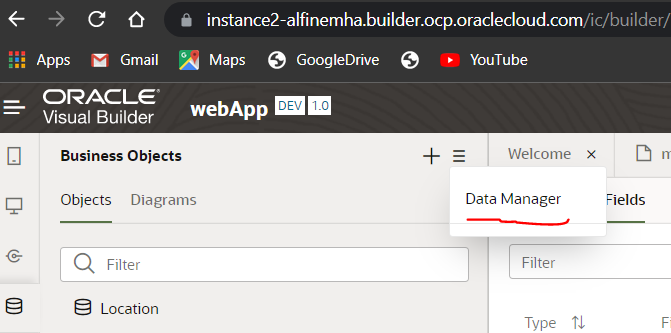 instance2-alfinemha.builder.ocp.oraclecloud.com/ic/builder/
Apps Gmail Maps GoogleDrive YouTube
ORACLE
Visual Builder
webApp DEV 1.0
Business Objects
Welcome
Data Manager
Objects Diagrams
Fields
Filter
Filter
Location
Type